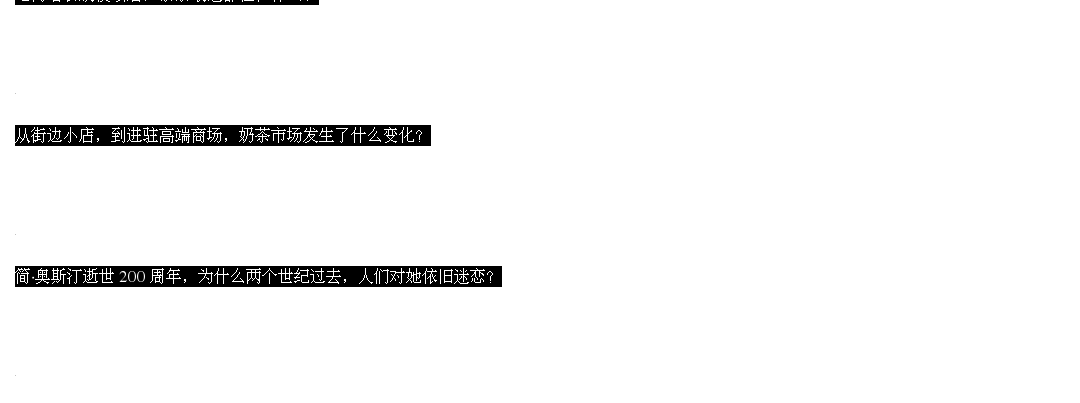 从街边小店，到进驻高端商场，奶茶市场发生了什么变化？
简·奥斯汀逝世 200 周年，为什么两个世纪过去，人们对她依旧迷恋？